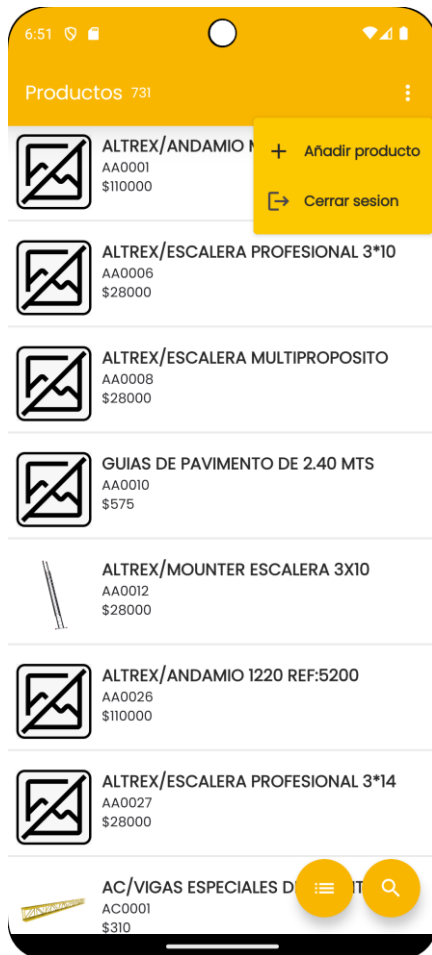 6:51
Productos 731
Añadir producto
Cerrar sesion
ALTREX/ANDAMIO
AA0001
$110000
ALTREX/ESCALERA PROFESIONAL 3*10
AA0006
$28000
ALTREX/ESCALERA MULTIPROPOSITO
AA0008
$28000
GUIAS DE PAVIMENTO DE 2.40 MTS
AA0010
$575
ALTREX/MOUNTER ESCALERA 3X10
AA0012
$28000
ALTREX/ANDAMIO 1220 REF:5200
AA0026
$110000
ALTREX/ESCALERA PROFESIONAL 3*14
AA0027
$28000
AC/VIGAS ESPECIALES
AC0001
$310